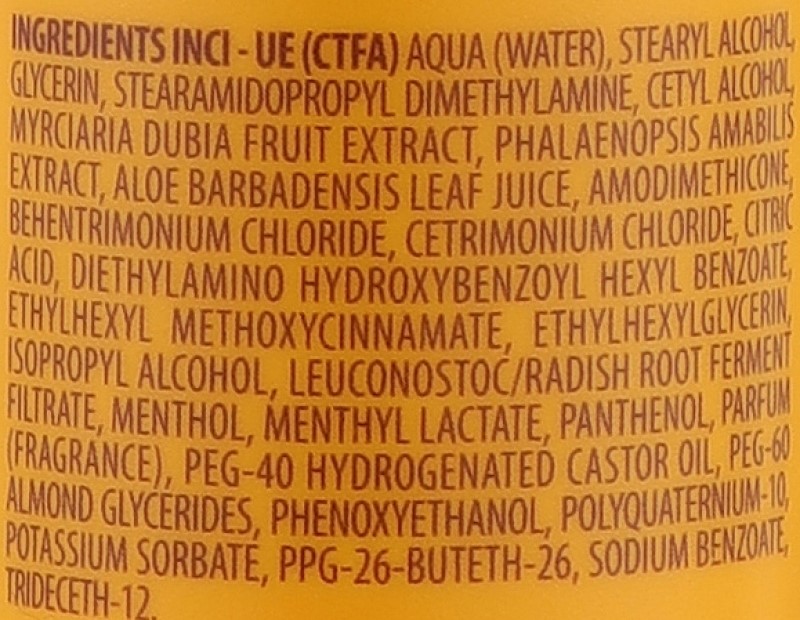 INGREDIENTS INCI - UE (CTFA) AQUA (WATER), STEARYL ALCOHOL,
GLYCERIN, STEARAMIDOPROPYL DIMETHYLAMINE, CETYL ALCOHOL,
MYRCIARIA DUBIA FRUIT EXTRACT, PHALAENOPSIS AMABILIS
EXTRACT, ALOE BARBADENSIS LEAF JUICE, AMODIMETHICONE,
BEHENTRIMONIUM CHLORIDE, CETRIMONIUM CHLORIDE, CITRIC
ACID, DIETHYLAMINO HYDROXYBENZOYL HEXYL BENZOATE,
ETHYLHEXYL METHOXYCINNAMATE, ETHYLHEXYLGLYCERIN,
ISOPROPYL ALCOHOL, LEUCONOSTOC/RADISH ROOT FERMENT
FILTRATE, MENTHOL, MENTHYL LACTATE, PANTHENOL, PARFUM
(FRAGRANCE), PEG-40 HYDROGENATED CASTOR OIL, PEG-60
ALMOND GLYCERIDES, PHENOXYETHANOL, POLYQUATERNIUM-10,
POTASSIUM SORBATE, PPG-26-BUTETH-26, SODIUM BENZOATE,
TRIDECETH-12.